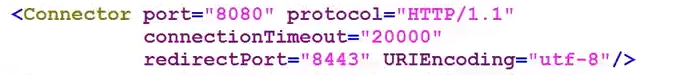 <Connector port="8080" protocol="HTTP/1.1"
connectionTimeout="20000"
redirectPort="8443" URIEncoding="utf-8"/>